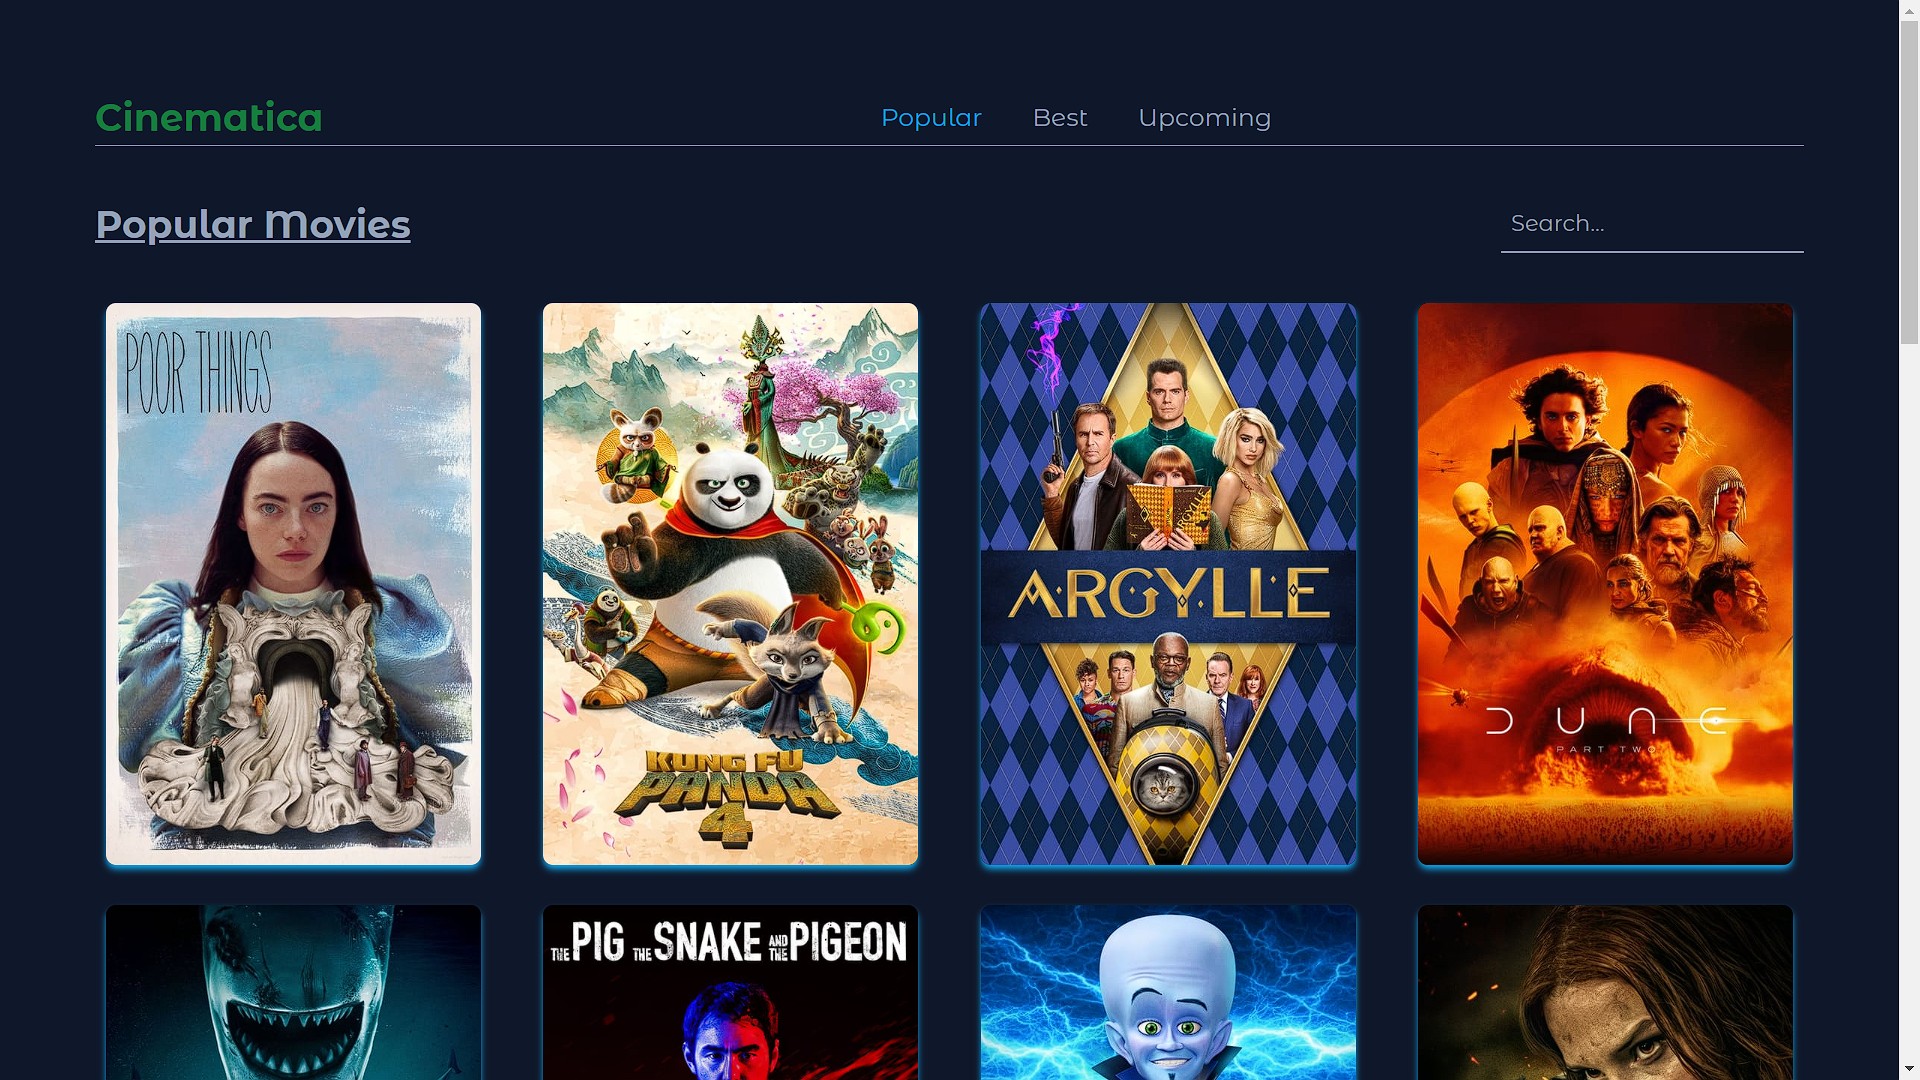 Cinematica
Popular
Best
Upcoming
Popular Movies
Search...
POOR THINGS
KUNG FU
PANDA
4
ARGYLLE
ARGYLLE
DUNE
PART TWO
THE PIG THE SNAKE AND THE PIGEON